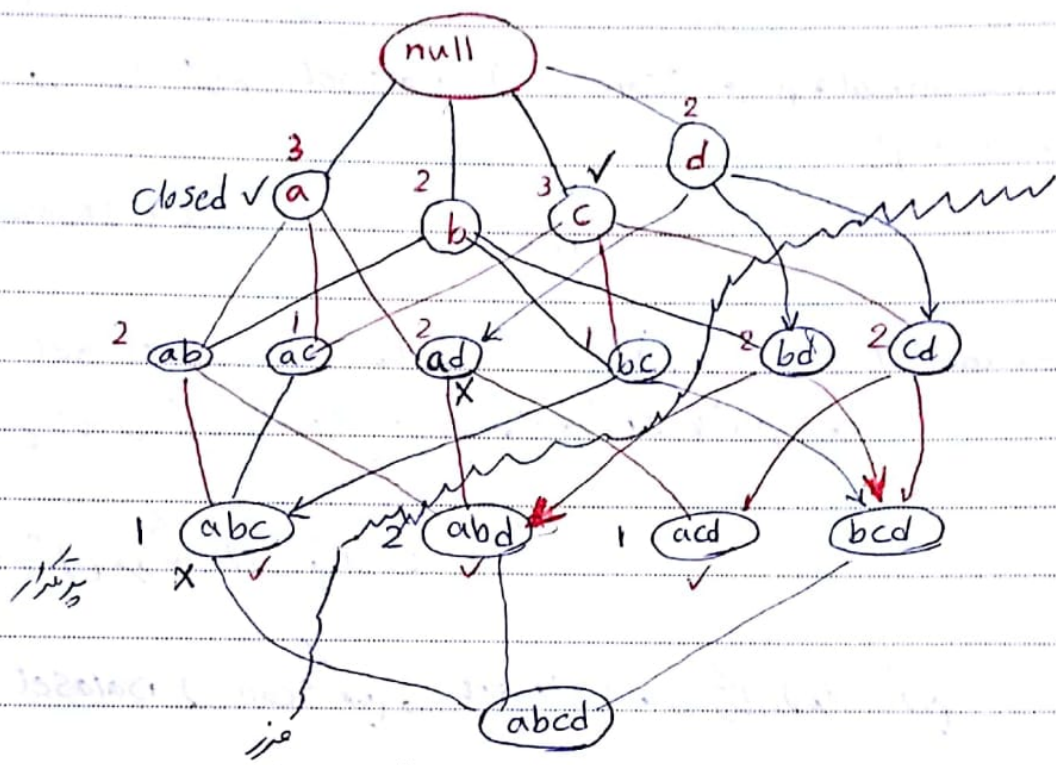 null
2
d
3
closed ✓ a
2
b
3
✓
c
2
ab
1
ac
2
ad
x
1
bc
2
bd
2
cd
1
abc
x
✓
2
abd
✓
1
acd
✓
bcd
پرتکرار
abcd
مرز